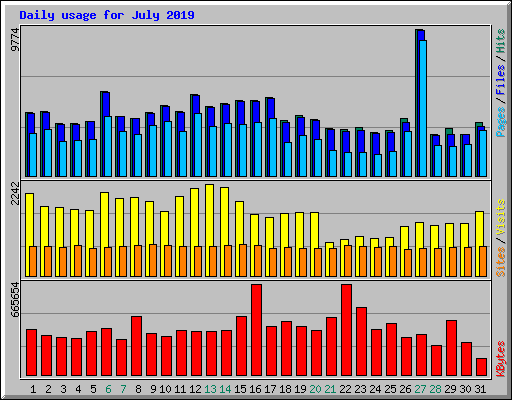 Daily usage for July 2019
9774
Pages / Files / Hits
2242
Sites / Visits
665654
KBytes
1 2 3 4 5 6 7 8 9 10 11 12 13 14 15 16 17 18 19 20 21 22 23 24 25 26 27 28 29 30 31